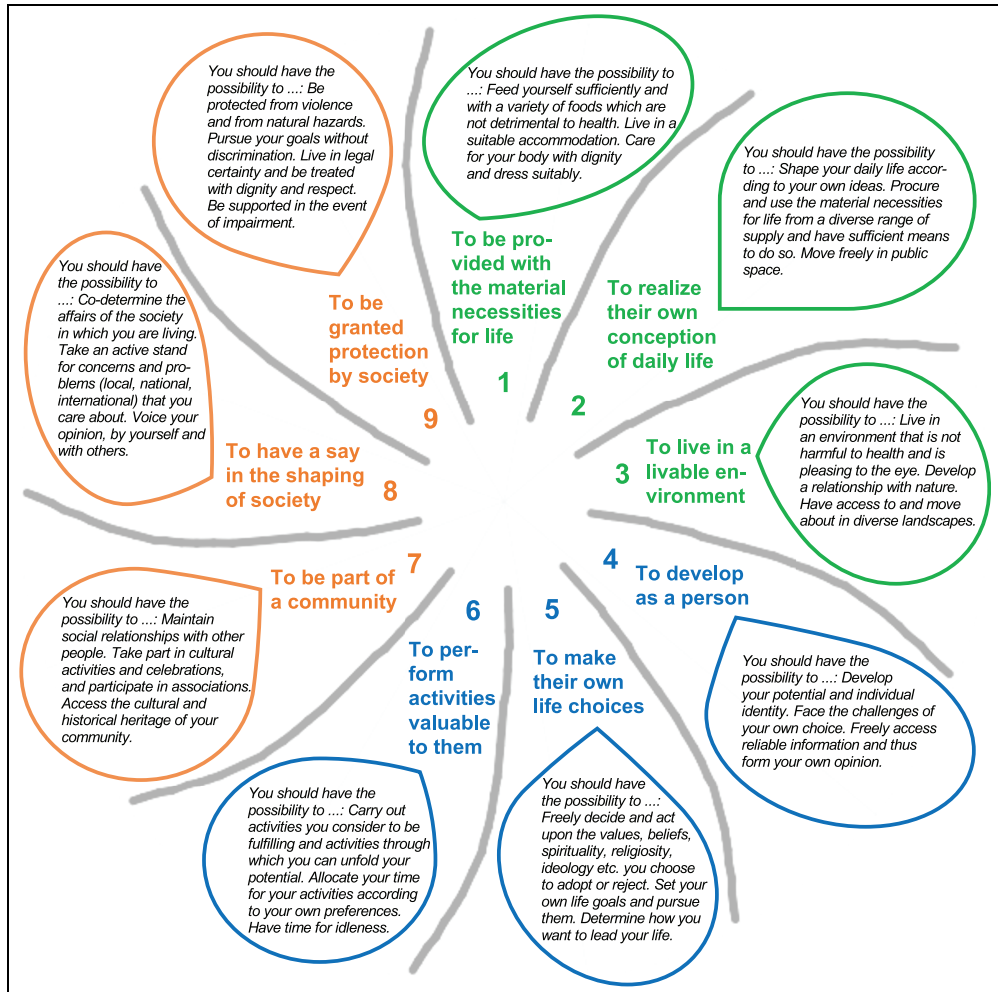 You should have the
possibility to ...: Feed yourself sufficiently and
with a variety of foods which are
not detrimental to health. Live in a
suitable accommodation. Care
for your body with dignity
and dress suitably.
To be pro-
vided with
the material
necessities
for life
1
You should have the possibility
to ...: Shape your daily life accor-
ding to your own ideas. Procure
and use the material necessities
for life from a diverse range of
supply and have sufficient means
to do so. Move freely in public
space.
To realize
their own
conception
of daily life
2
You should have the
possibility to ...: Live in
an environment that is not
harmful to health and is
pleasing to the eye. Develop
a relationship with nature.
Have access to and move
about in diverse landscapes.
To live in a
livable en-
vironment
3
4
To develop
as a person
You should have the
possibility to ...: Develop
your potential and individual
identity. Face the challenges of
your own choice. Freely access
reliable information and thus
form your own opinion.
5
To make
their own
life choices
You should have
the possibility to ...:
Freely decide and act
upon the values, beliefs,
spirituality, religiosity,
ideology etc. you choose
to adopt or reject. Set your
own life goals and pursue
them. Determine how you
want to lead your life.
6
To per-
form
activities
valuable
to them
You should have the
possibility to ...: Carry out
activities you consider to be
fulfilling and activities through
which you can unfold your
potential. Allocate your time
for your activities according
to your own preferences.
Have time for idleness.
7
To be part of
a community
You should have the
possibility to ...: Maintain
social relationships with other
people. Take part in cultural
activities and celebrations,
and participate in associations.
Access the cultural and
historical heritage of your
community.
You should have
the possibility to
...: Co-determine the
affairs of the society
in which you are living.
Take an active stand
for concerns and pro-
blems (local, national,
international) that you
care about. Voice your
opinion, by yourself and
with others.
To have a say
in the shaping
of society
8
You should have the
possibility to ...: Be
protected from violence
and from natural hazards.
Pursue your goals without
discrimination. Live in legal
certainty and be treated
with dignity and respect.
Be supported in the event
of impairment.
To be
granted
protection
by society
9